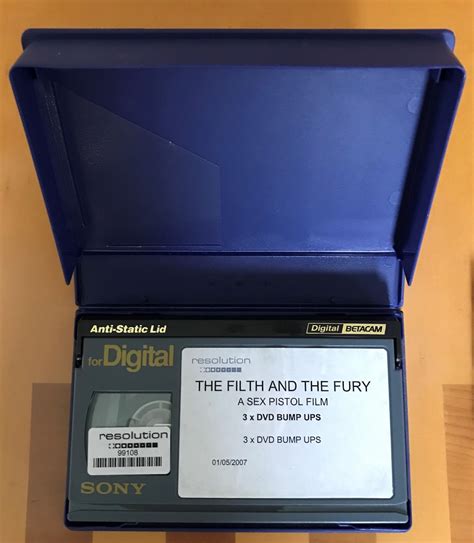 Anti-Static Lid
Digital BETACAM
for Digital
resolution
THE FILTH AND THE FURY
A SEX PISTOL FILM
3 x DVD BUMP UPS
3 x DVD BUMP UPS
01/05/2007
resolution
99108
SONY